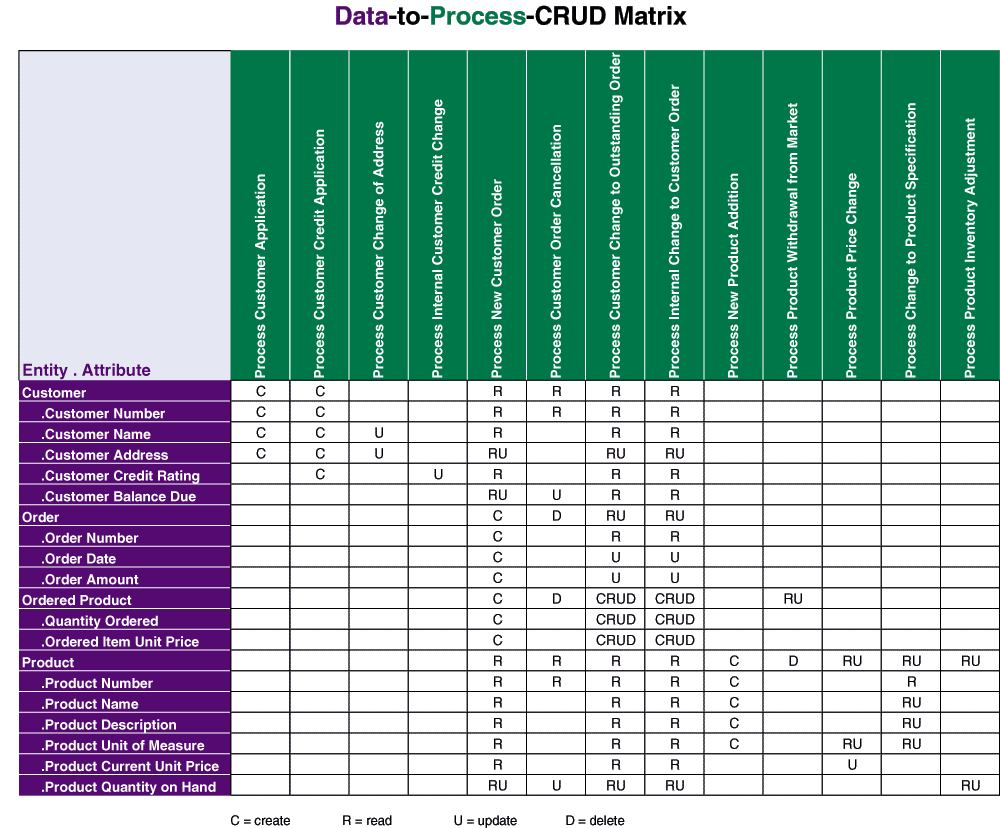 Data-to-Process-CRUD Matrix
Entity . Attribute
Process Customer Application
Process Customer Credit Application
Process Customer Change of Address
Process Internal Customer Credit Change
Process New Customer Order
Process Customer Order Cancellation
Process Customer Change to Outstanding Order
Process Internal Change to Customer Order
Process New Product Addition
Process Product Withdrawal from Market
Process Product Price Change
Process Change to Product Specification
Process Product Inventory Adjustment
Customer C C R R R R
.Customer Number C C R R R R
.Customer Name C C U R R R
.Customer Address C C U RU RU RU
.Customer Credit Rating C U R R R
.Customer Balance Due RU U R R
Order C D RU RU
.Order Number C R R
.Order Date C U U
.Order Amount C U U
Ordered Product C D CRUD CRUD RU
.Quantity Ordered C CRUD CRUD
.Ordered Item Unit Price C CRUD CRUD
Product R R R R C D RU RU RU
.Product Number R R R R C R
.Product Name R R R C RU
.Product Description R R R C RU
.Product Unit of Measure R R R C RU RU
.Product Current Unit Price R R R U
.Product Quantity on Hand RU U RU RU RU
C = create R = read U = update D = delete